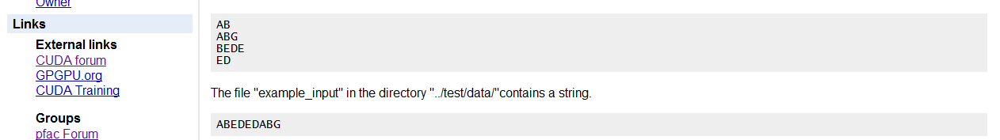 Owner
Links
External links
CUDA forum
GPGPU.org
CUDA Training
Groups
pfac Forum
AB
ABG
BEDE
ED
The file "example_input" in the directory "../test/data/"contains a string.
ABEDEDABG